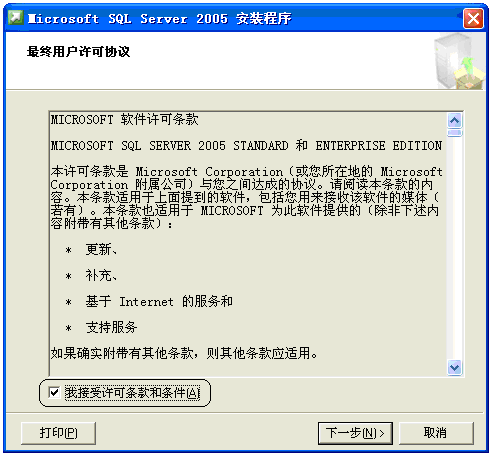 Microsoft SQL Server 2005 安装程序
最终用户许可协议
MICROSOFT 软件许可条款
MICROSOFT SQL SERVER 2005 STANDARD 和 ENTERPRISE EDITION
本许可条款是 Microsoft Corporation（或您所在地的 Microsoft
Corporation 附属公司）与您之间达成的协议。请阅读本条款的内
容。本条款适用于上面提到的软件，包括您用来接收该软件的媒体（
若有）。本条款也适用于 MICROSOFT 为此软件提供的（除非下述内
容附带有其他条款）：
* 更新、
* 补充、
* 基于 Internet 的服务和
* 支持服务
如果确实附带有其他条款，则其他条款应适用。
我接受许可条款和条件(A)
打印(P)
下一步(N)>
取消